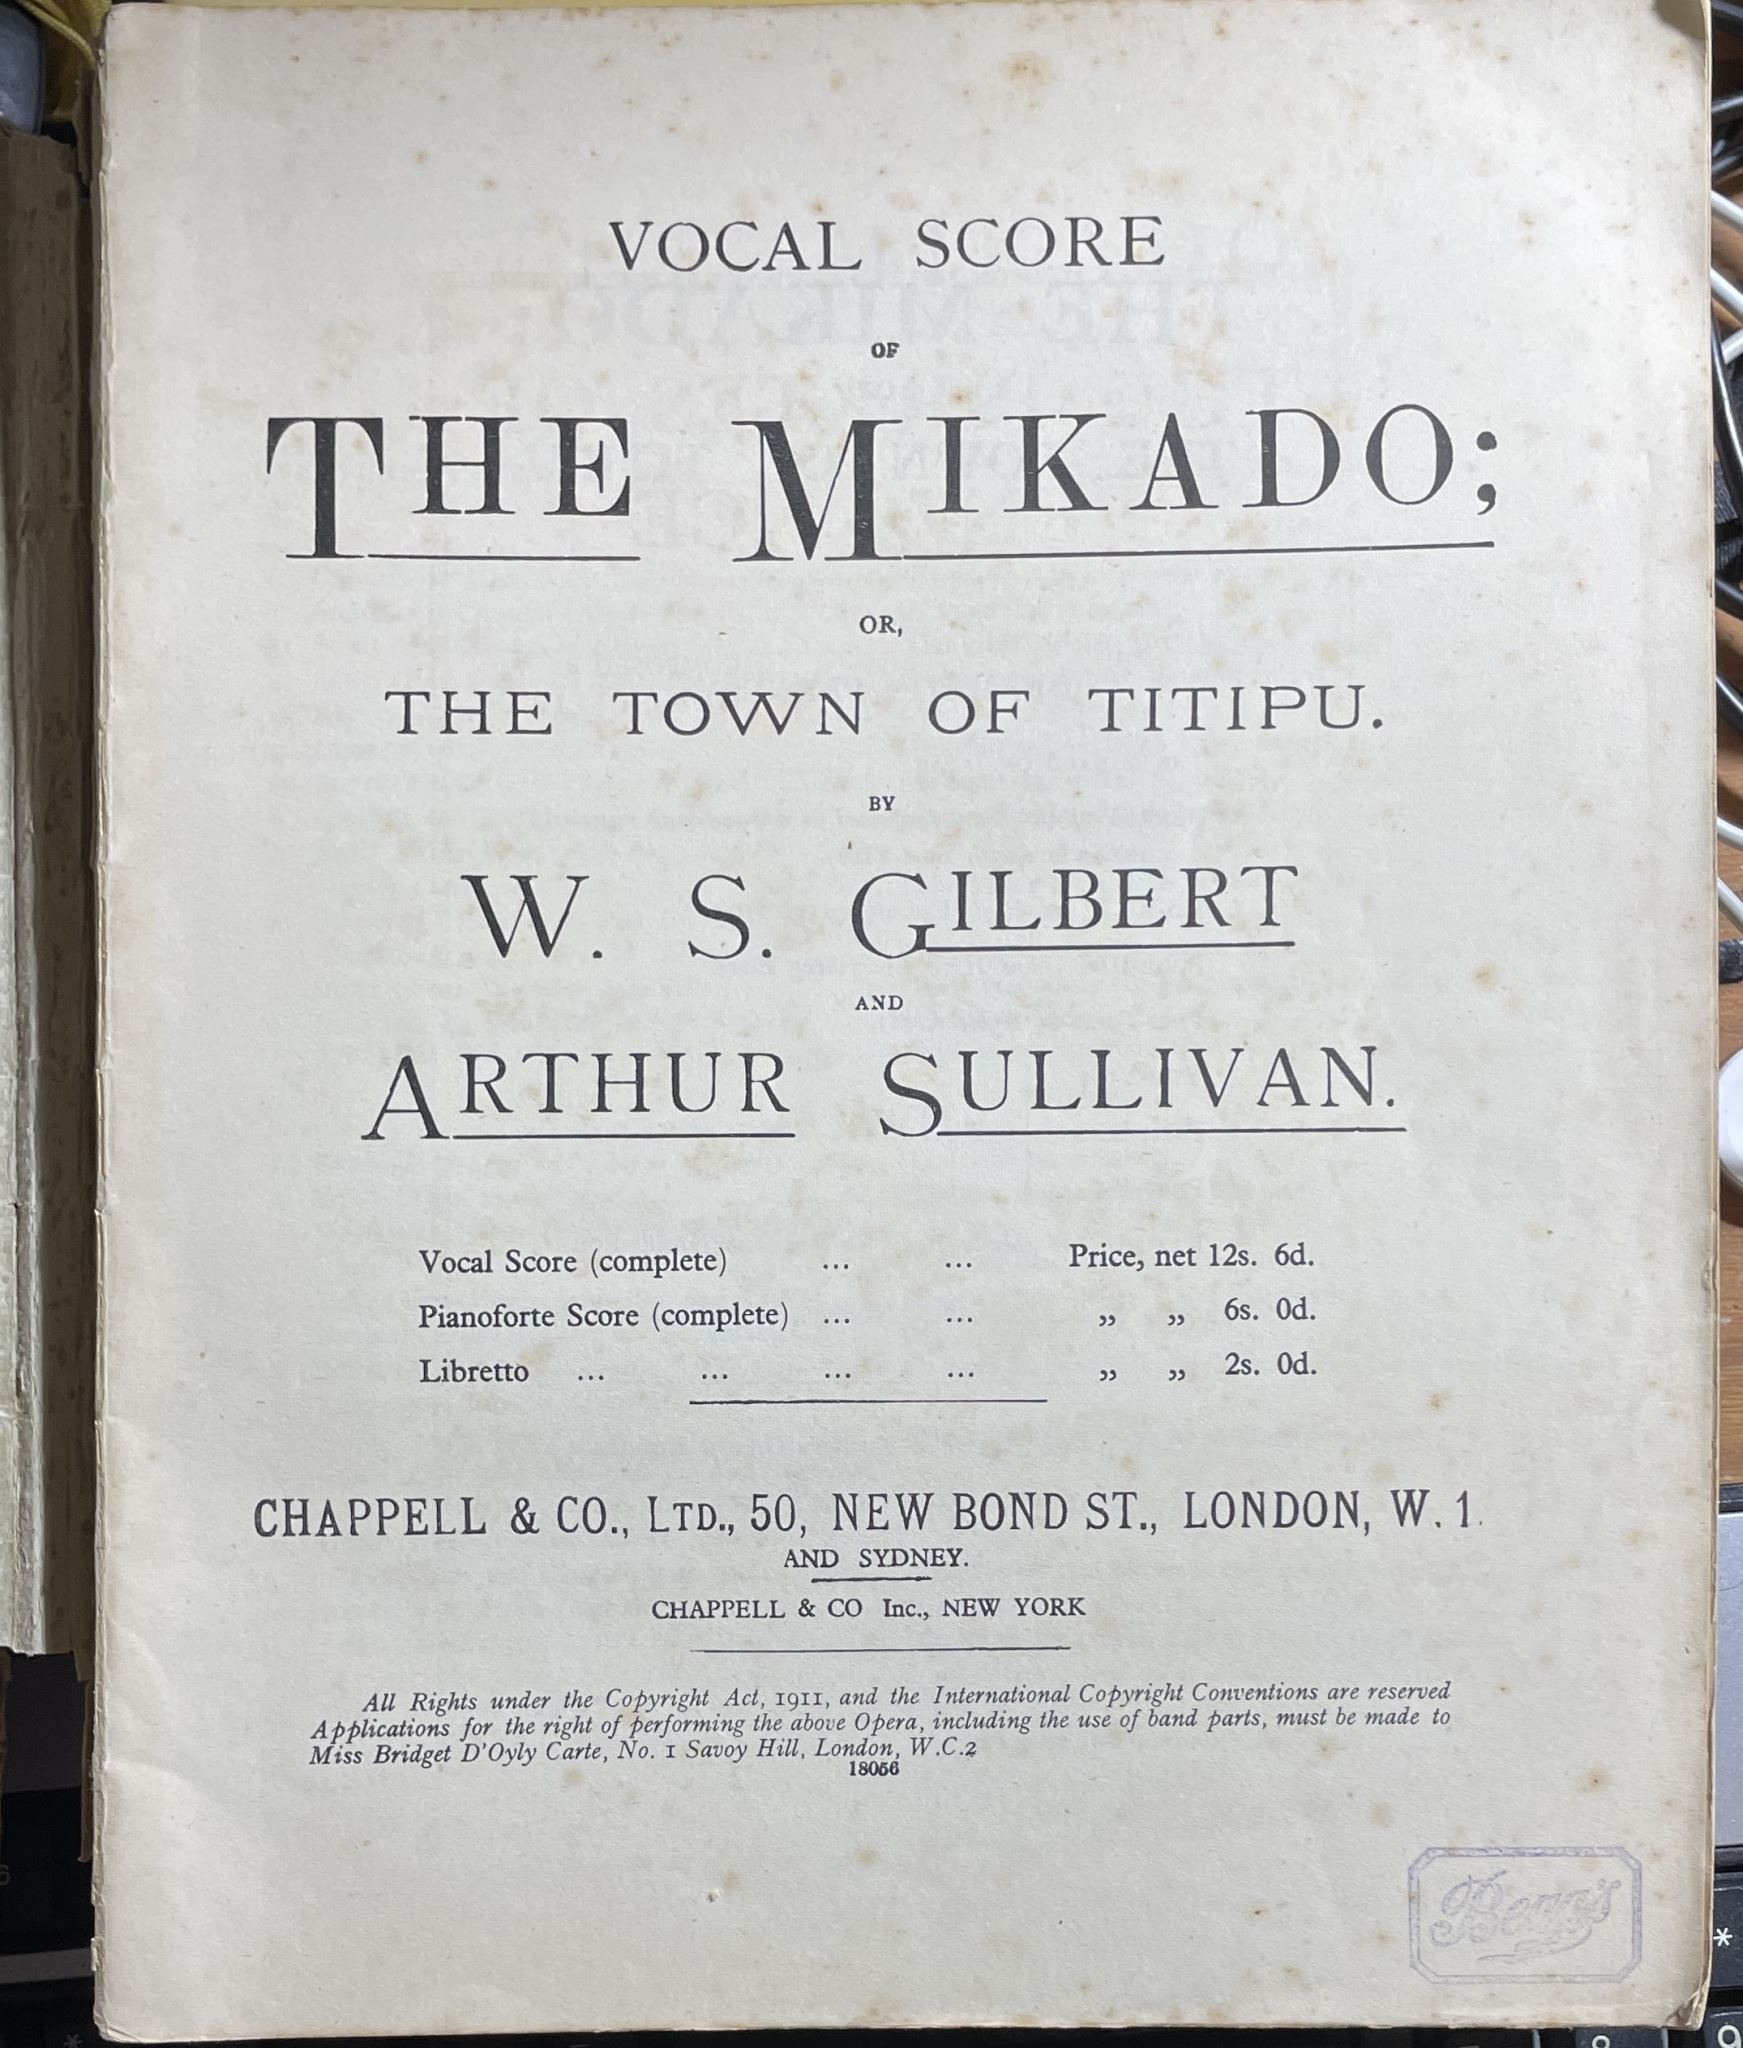 VOCAL SCORE
OF
THE MIKADO;
OR,
THE TOWN OF TITIPU.
BY
W. S. GILBERT
AND
ARTHUR SULLIVAN.
Vocal Score (complete) ... ... Price, net 12s. 6d.
Pianoforte Score (complete) ... ... „ „ 6s. 0d.
Libretto ... ... ... ... „ „ 2s. 0d.
CHAPPELL & CO., LTD., 50, NEW BOND ST., LONDON, W. 1.
AND SYDNEY.
CHAPPELL & CO Inc., NEW YORK
All Rights under the Copyright Act, 1911, and the International Copyright Conventions are reserved
Applications for the right of performing the above Opera, including the use of band parts, must be made to
Miss Bridget D'Oyly Carte, No. 1 Savoy Hill, London, W.C.2
18056
Begg's